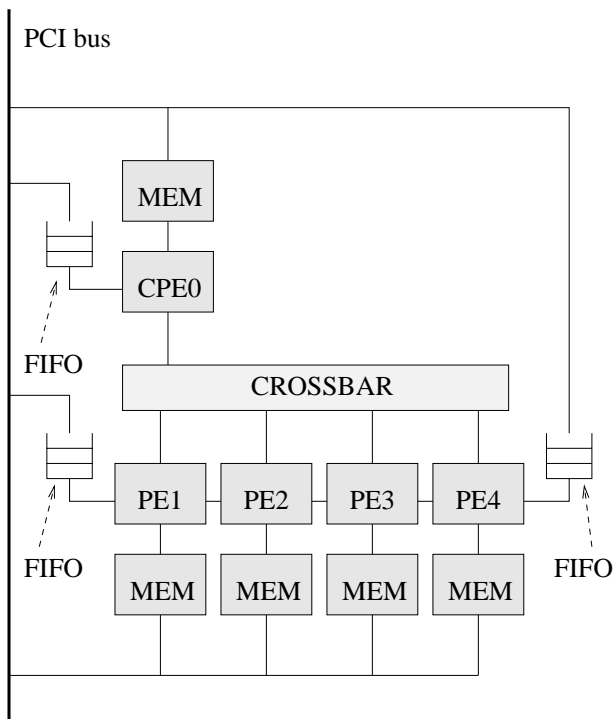 PCI bus
MEM
CPE0
FIFO
CROSSBAR
PE1 PE2 PE3 PE4
FIFO MEM MEM MEM MEM FIFO